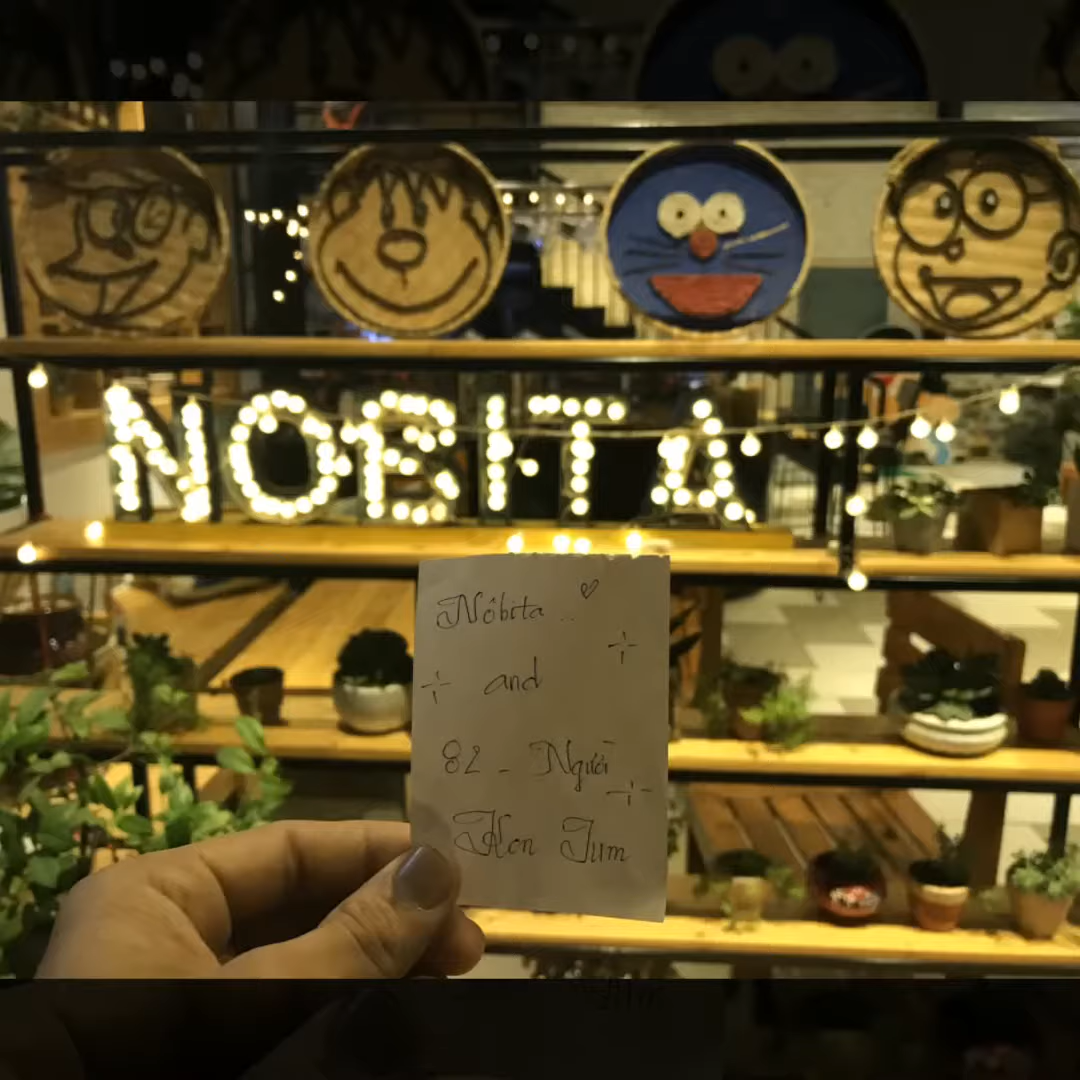 NOBITA
Nôbita .. ♡
and
82 - Người
Kon Tum